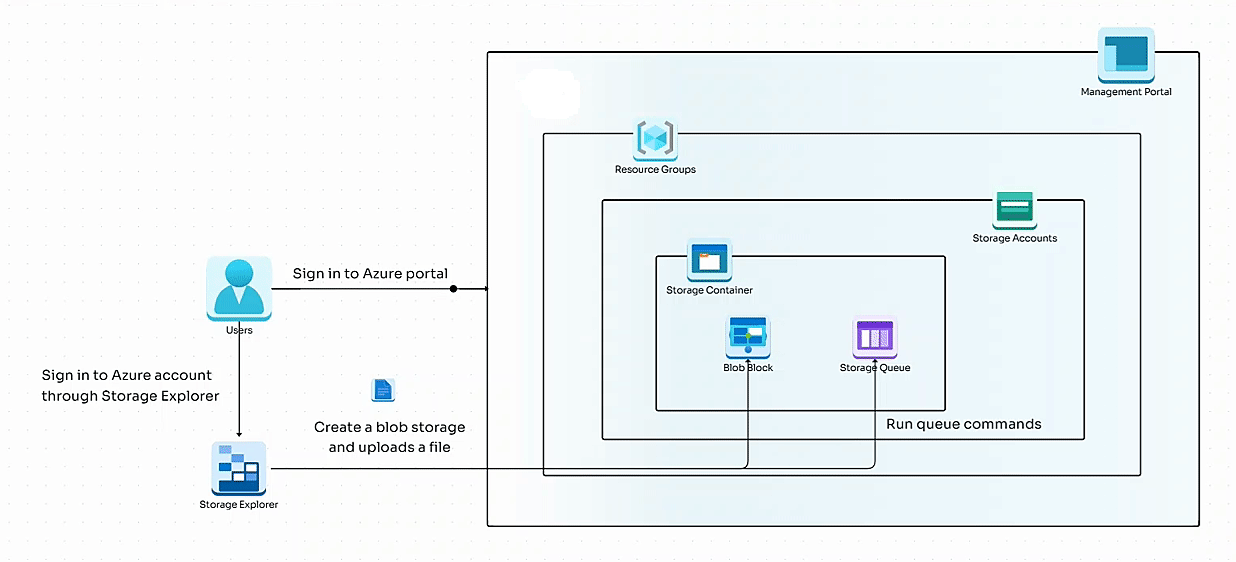 Management Portal
Resource Groups
Storage Accounts
Sign in to Azure portal
Storage Container
Users
Blob Block
Storage Queue
Sign in to Azure account
through Storage Explorer
Create a blob storage
and uploads a file
Run queue commands
Storage Explorer